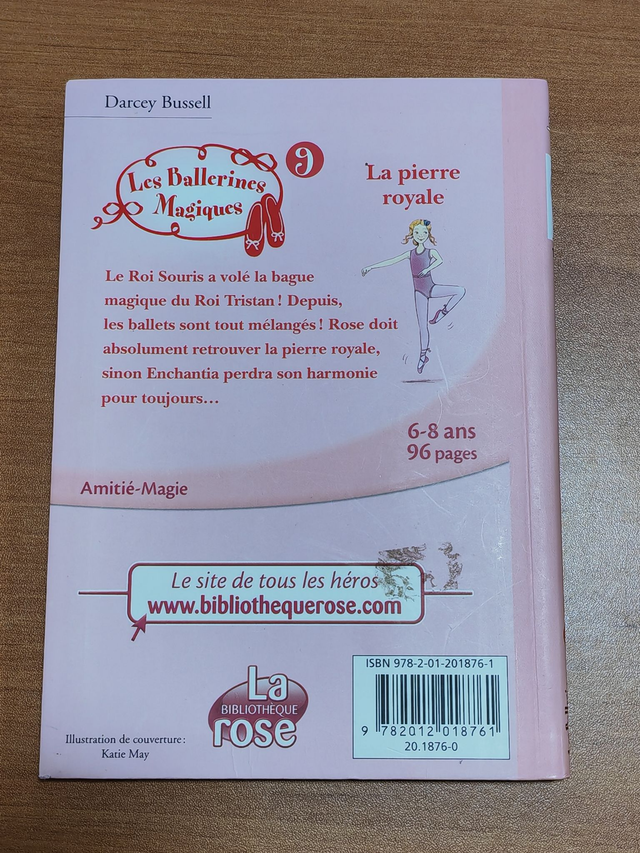 Darcey Bussell
Les Ballerines
Magiques
9
La pierre
royale
Le Roi Souris a volé la bague
magique du Roi Tristan ! Depuis,
les ballets sont tout mélangés ! Rose doit
absolument retrouver la pierre royale,
sinon Enchantia perdra son harmonie
pour toujours…
6-8 ans
96 pages
Amitié-Magie
Le site de tous les héros
www.bibliothequerose.com
La
BIBLIOTHÈQUE
rose
Illustration de couverture :
Katie May
ISBN 978-2-01-201876-1
9 782012 018761
20.1876-0